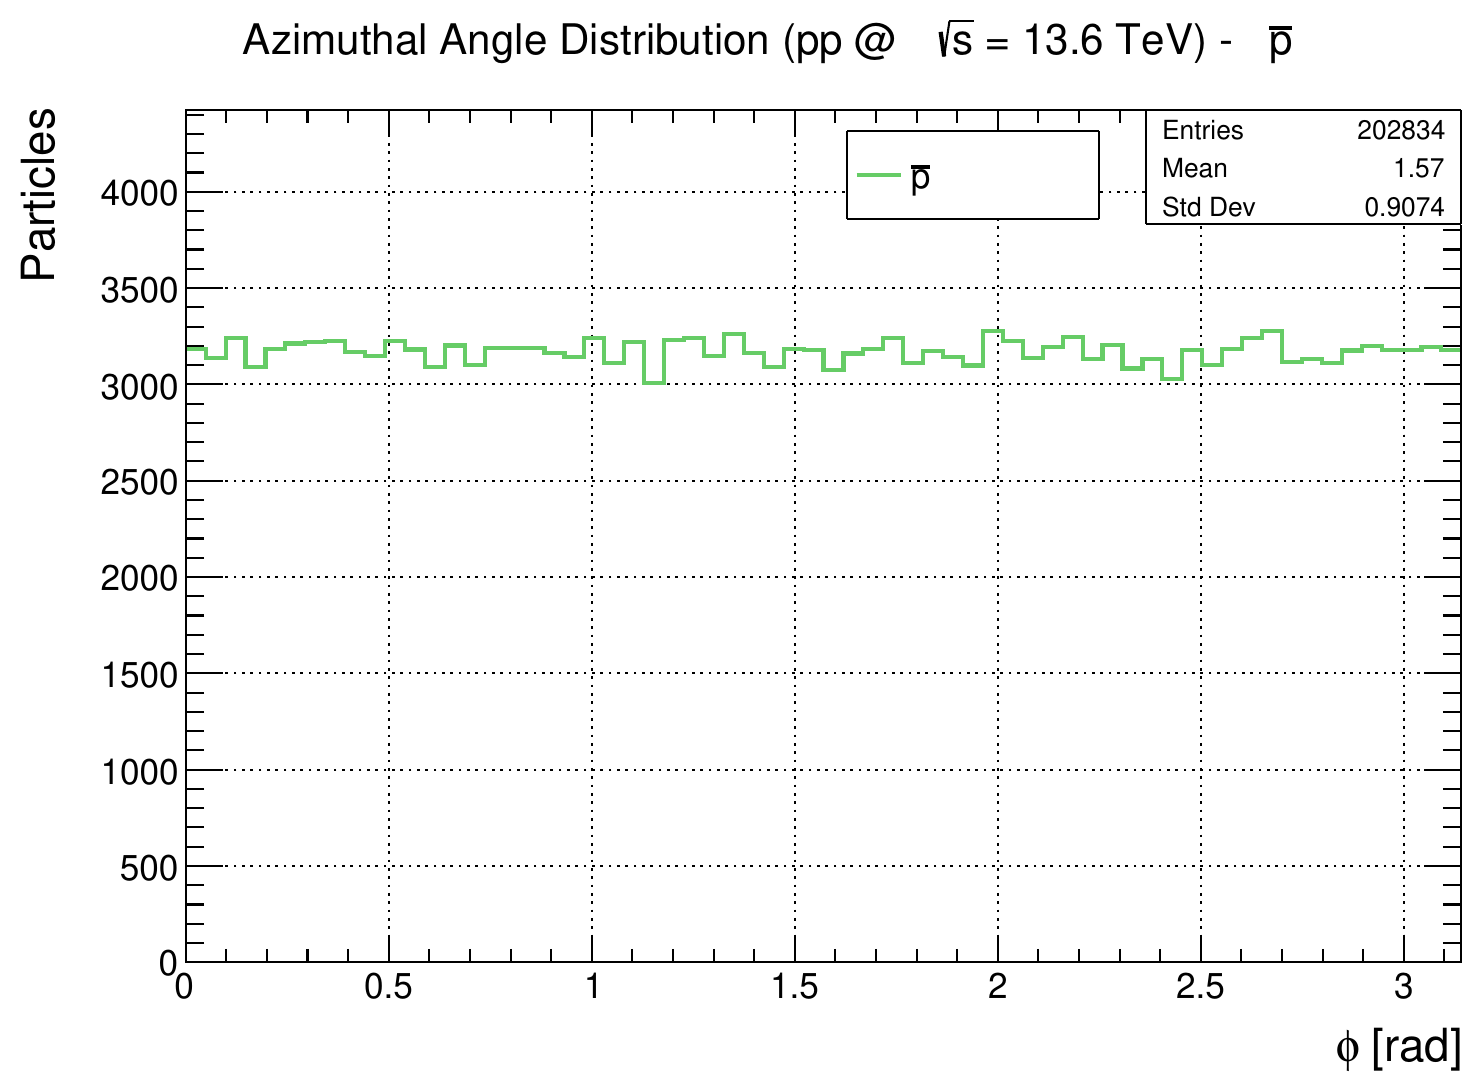 Azimuthal Angle Distribution (pp @ √s = 13.6 TeV) - p̅
Particles
Entries 202834
Mean 1.57
Std Dev 0.9074
p̅
4000
3500
3000
2500
2000
1500
1000
500
0
0 0.5 1 1.5 2 2.5 3
ϕ [rad]